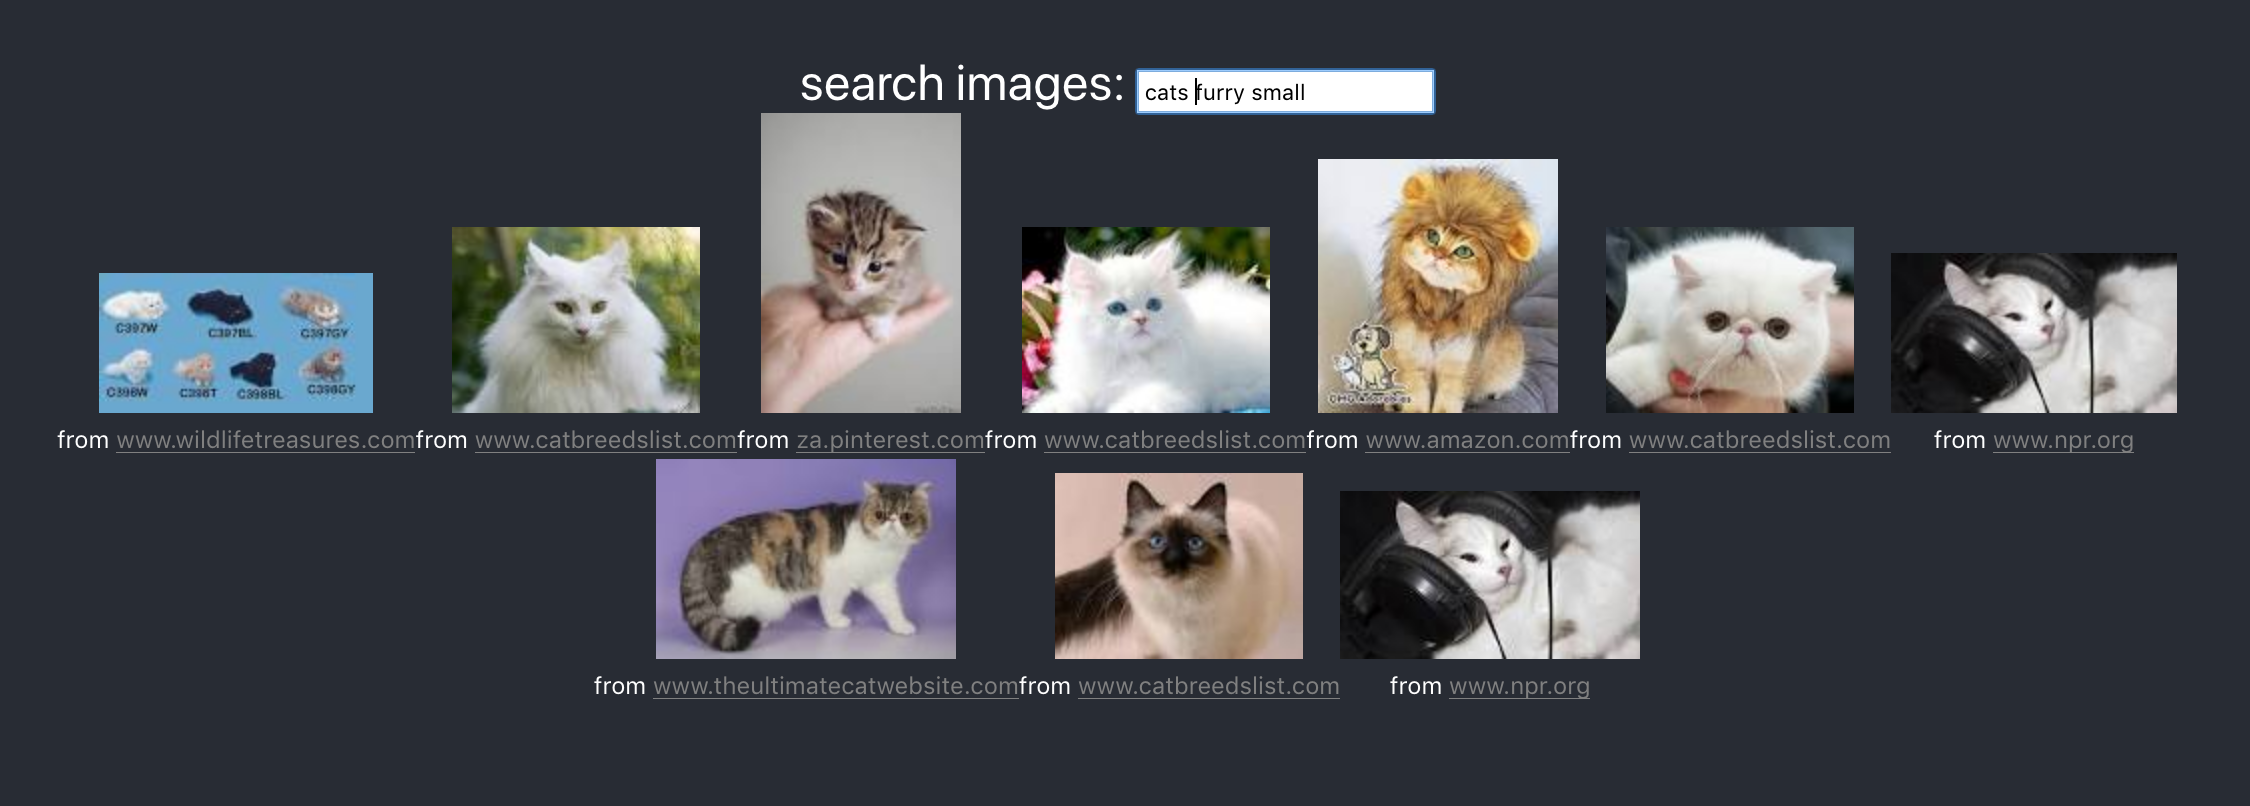 search images: cats furry small
C397W C397BL C397GY
C398W C398T C398BL C398GY
OMG Adorables
from www.wildlifetreasures.com from www.catbreedslist.com from za.pinterest.com from www.catbreedslist.com from www.amazon.com from www.catbreedslist.com from www.npr.org
from www.theultimatecatwebsite.com from www.catbreedslist.com from www.npr.org